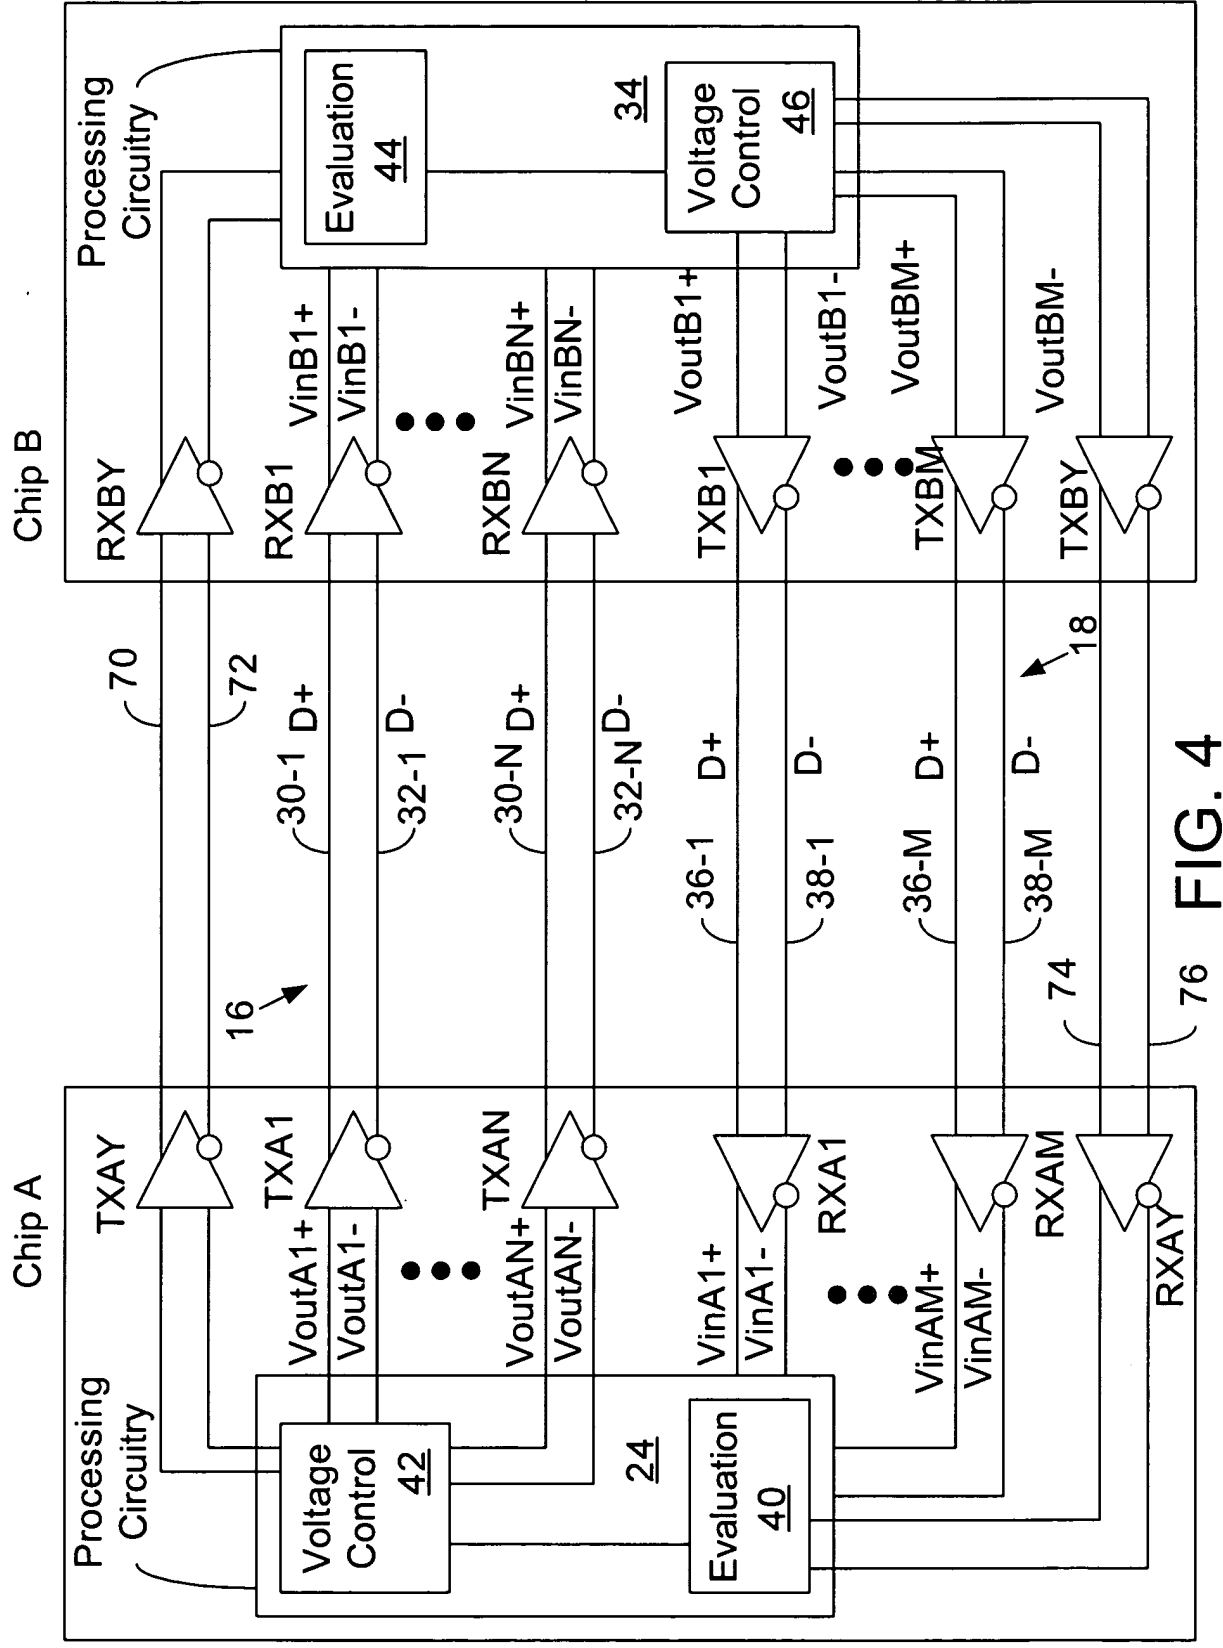 Chip A
Chip B
Processing
Circuitry
TXAY
70
72
RXBY
Processing
Circuitry
Voltage
Control
42
VoutA1+
VoutA1-
TXA1
16
30-1
D+
32-1
D-
RXB1
VinB1+
VinB1-
Evaluation
44
VoutAN+
VoutAN-
TXAN
30-N
D+
32-N
D-
RXBN
VinBN+
VinBN-
24
34
Evaluation
40
VinA1+
VinA1-
RXA1
36-1
D+
38-1
D-
TXB1
VoutB1+
VoutB1-
Voltage
Control
46
VinAM+
VinAM-
RXAM
36-M
D+
38-M
D-
TXBM
VoutBM+
VoutBM-
18
RXAY
74
76
TXBY
FIG. 4